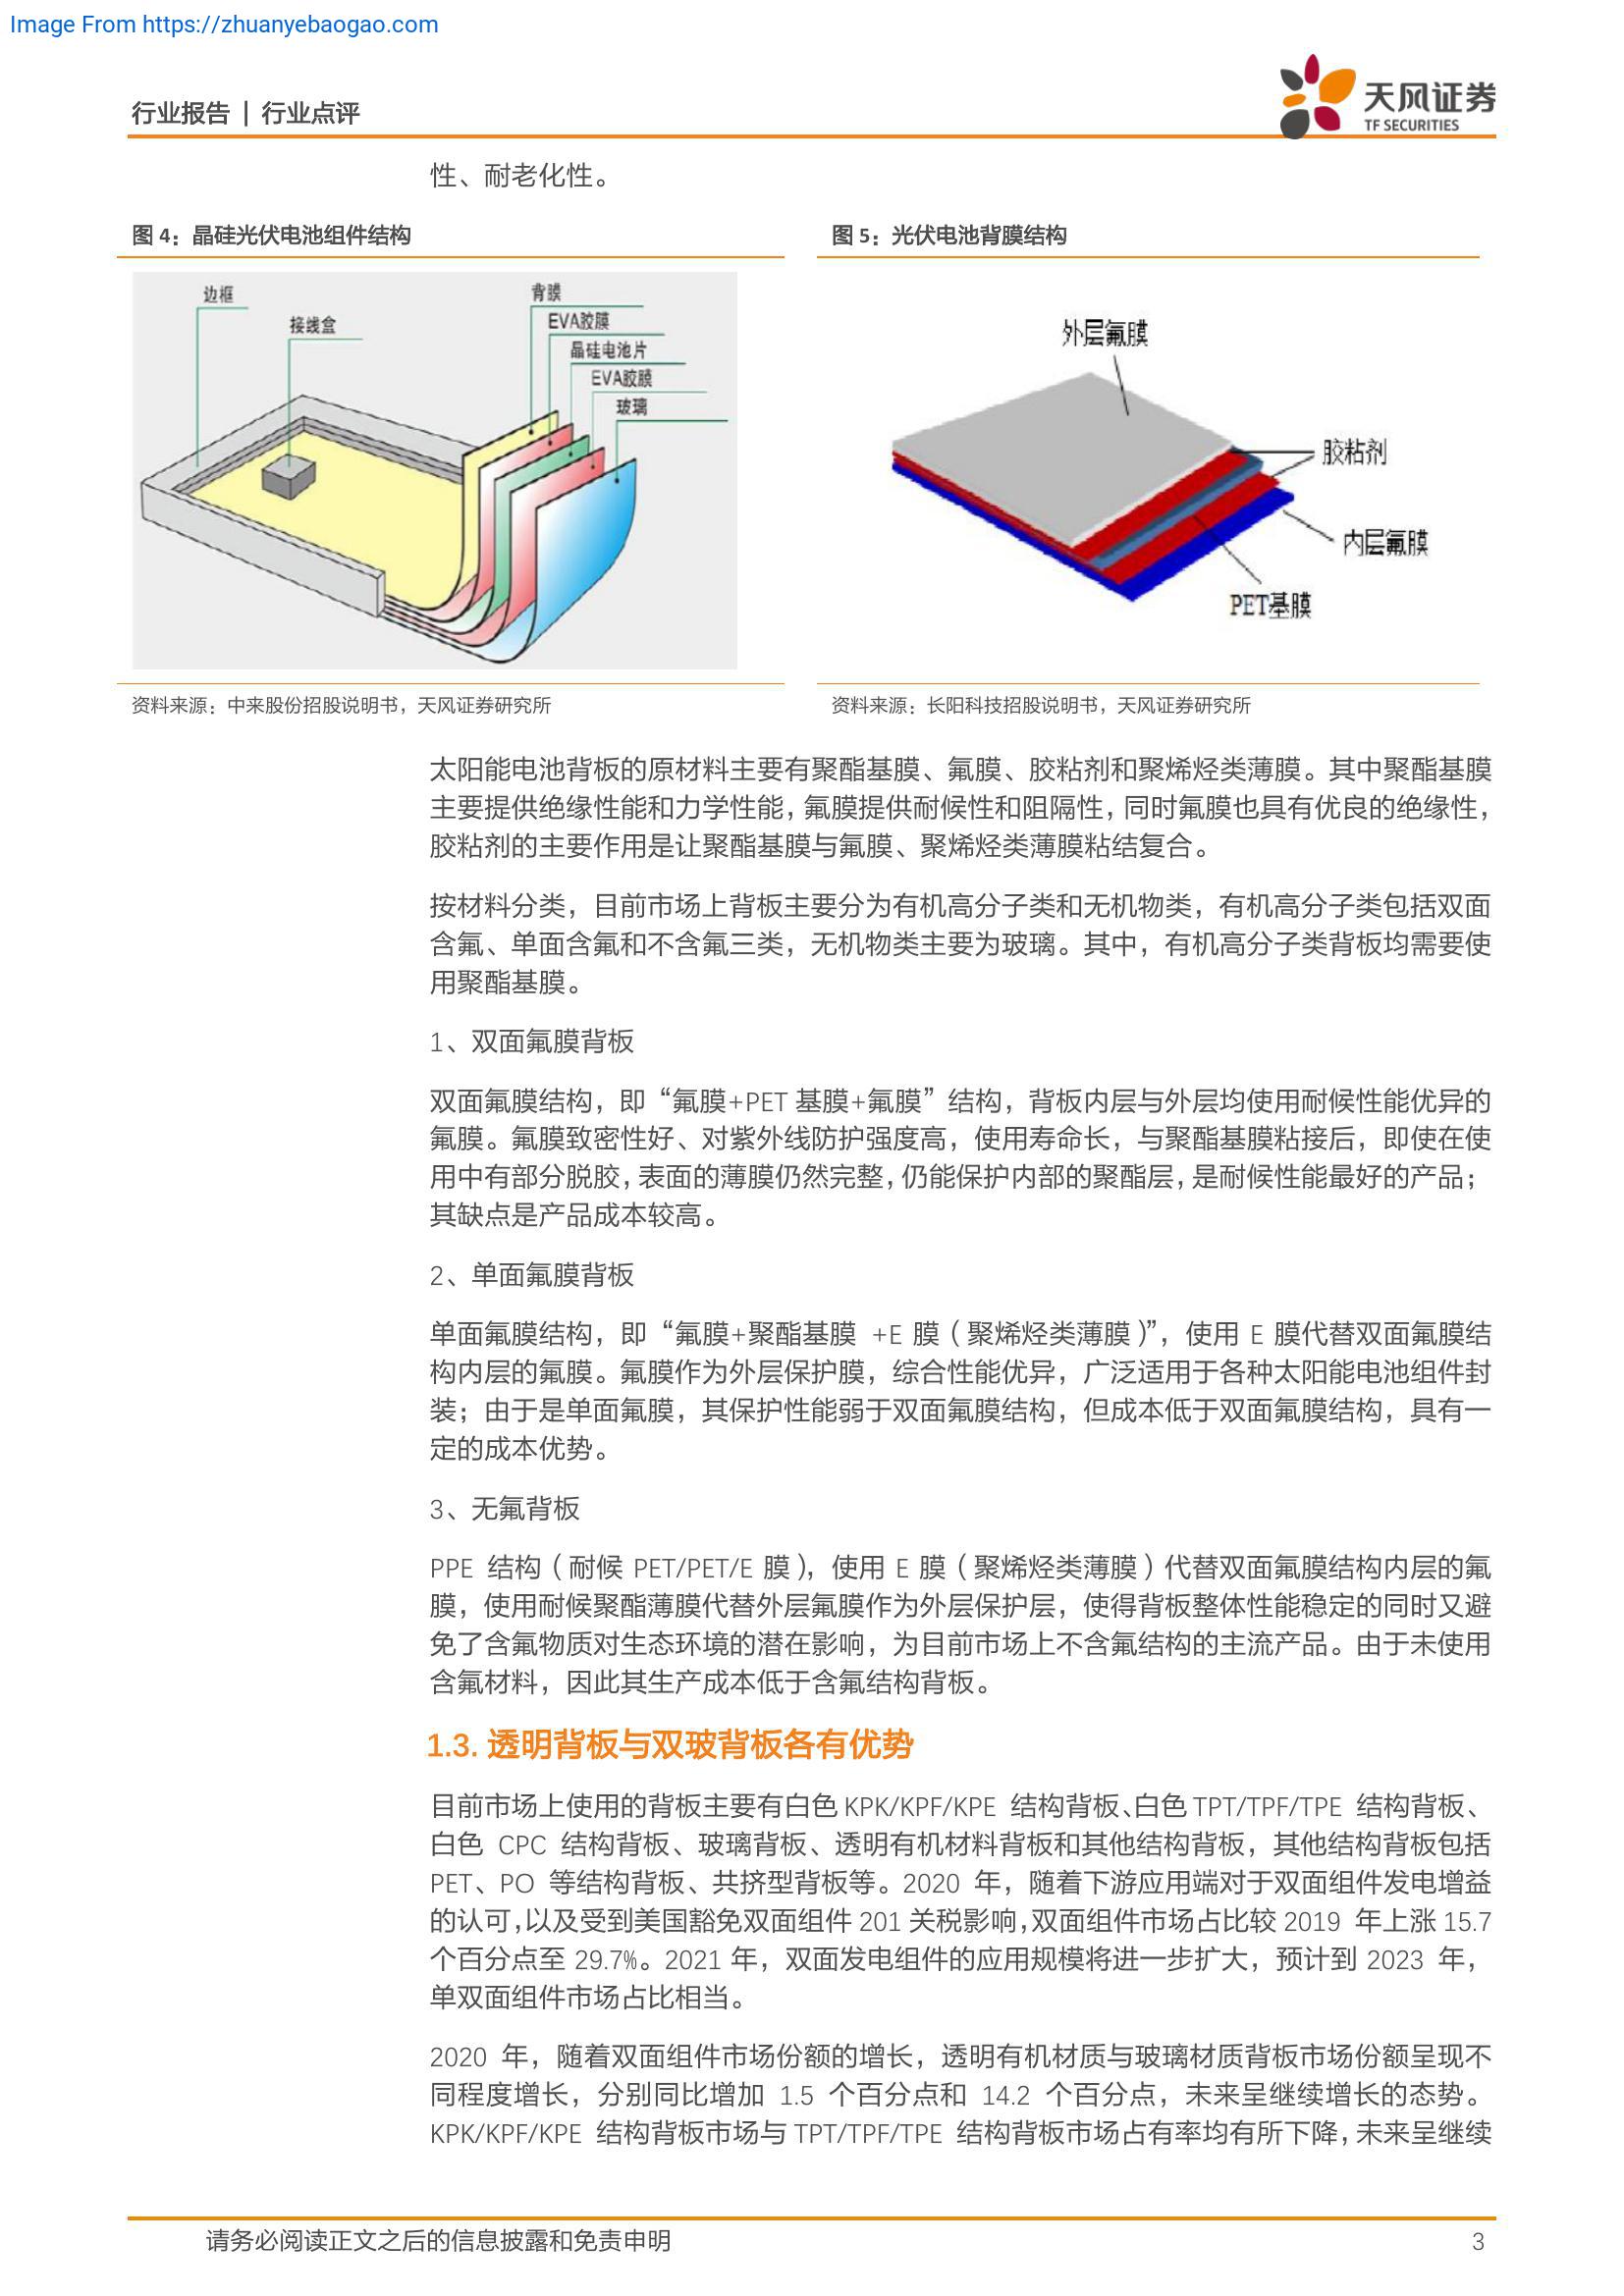 Image From https://zhuanyebaogao.com
行业报告 | 行业点评
天风证券
TF SECURITIES
性、耐老化性。
图 4：晶硅光伏电池组件结构
边框
接线盒
背膜
EVA胶膜
晶硅电池片
EVA胶膜
玻璃
资料来源：中来股份招股说明书，天风证券研究所
图 5：光伏电池背膜结构
外层氟膜
胶粘剂
内层氟膜
PET基膜
资料来源：长阳科技招股说明书，天风证券研究所
太阳能电池背板的原材料主要有聚酯基膜、氟膜、胶粘剂和聚烯烃类薄膜。其中聚酯基膜
主要提供绝缘性能和力学性能，氟膜提供耐候性和阻隔性，同时氟膜也具有优良的绝缘性，
胶粘剂的主要作用是让聚酯基膜与氟膜、聚烯烃类薄膜粘结复合。
按材料分类，目前市场上背板主要分为有机高分子类和无机物类，有机高分子类包括双面
含氟、单面含氟和不含氟三类，无机物类主要为玻璃。其中，有机高分子类背板均需要使
用聚酯基膜。
1、双面氟膜背板
双面氟膜结构，即“氟膜+PET 基膜+氟膜”结构，背板内层与外层均使用耐候性能优异的
氟膜。氟膜致密性好、对紫外线防护强度高，使用寿命长，与聚酯基膜粘接后，即使在使
用中有部分脱胶，表面的薄膜仍然完整，仍能保护内部的聚酯层，是耐候性能最好的产品；
其缺点是产品成本较高。
2、单面氟膜背板
单面氟膜结构，即“氟膜+聚酯基膜 +E 膜（聚烯烃类薄膜）”，使用 E 膜代替双面氟膜结
构内层的氟膜。氟膜作为外层保护膜，综合性能优异，广泛适用于各种太阳能电池组件封
装；由于是单面氟膜，其保护性能弱于双面氟膜结构，但成本低于双面氟膜结构，具有一
定的成本优势。
3、无氟背板
PPE 结构（耐候 PET/PET/E 膜），使用 E 膜（聚烯烃类薄膜）代替双面氟膜结构内层的氟
膜，使用耐候聚酯薄膜代替外层氟膜作为外层保护层，使得背板整体性能稳定的同时又避
免了含氟物质对生态环境的潜在影响，为目前市场上不含氟结构的主流产品。由于未使用
含氟材料，因此其生产成本低于含氟结构背板。
1.3. 透明背板与双玻背板各有优势
目前市场上使用的背板主要有白色 KPK/KPF/KPE 结构背板、白色 TPT/TPF/TPE 结构背板、
白色 CPC 结构背板、玻璃背板、透明有机材料背板和其他结构背板，其他结构背板包括
PET、PO 等结构背板、共挤型背板等。2020 年，随着下游应用端对于双面组件发电增益
的认可，以及受到美国豁免双面组件 201 关税影响，双面组件市场占比较 2019 年上涨 15.7
个百分点至 29.7%。2021 年，双面发电组件的应用规模将进一步扩大，预计到 2023 年，
单双面组件市场占比相当。
2020 年，随着双面组件市场份额的增长，透明有机材质与玻璃材质背板市场份额呈现不
同程度增长，分别同比增加 1.5 个百分点和 14.2 个百分点，未来呈继续增长的态势。
KPK/KPF/KPE 结构背板市场与 TPT/TPF/TPE 结构背板市场占有率均有所下降，未来呈继续
请务必阅读正文之后的信息披露和免责申明
3